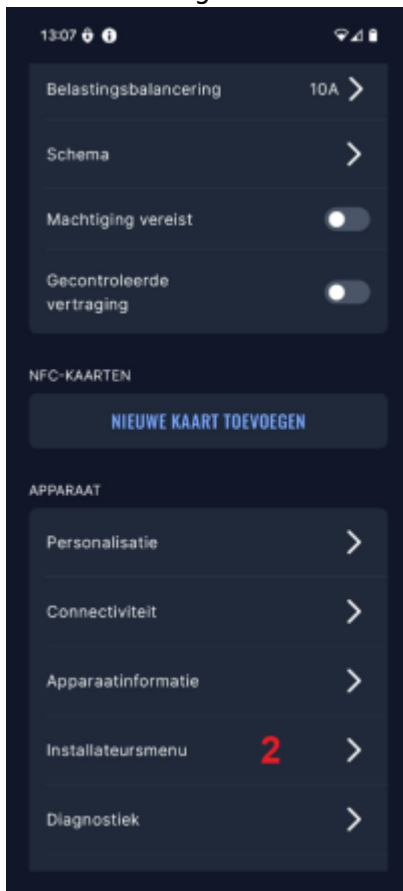 13:07
Belastingsbalancering 10A
Schema
Machtiging vereist
Gecontroleerde
vertraging
NFC-KAARTEN
NIEUWE KAART TOEVOEGEN
APPARAAT
Personalisatie
Connectiviteit
Apparaatinformatie
Installateursmenu 2
Diagnostiek